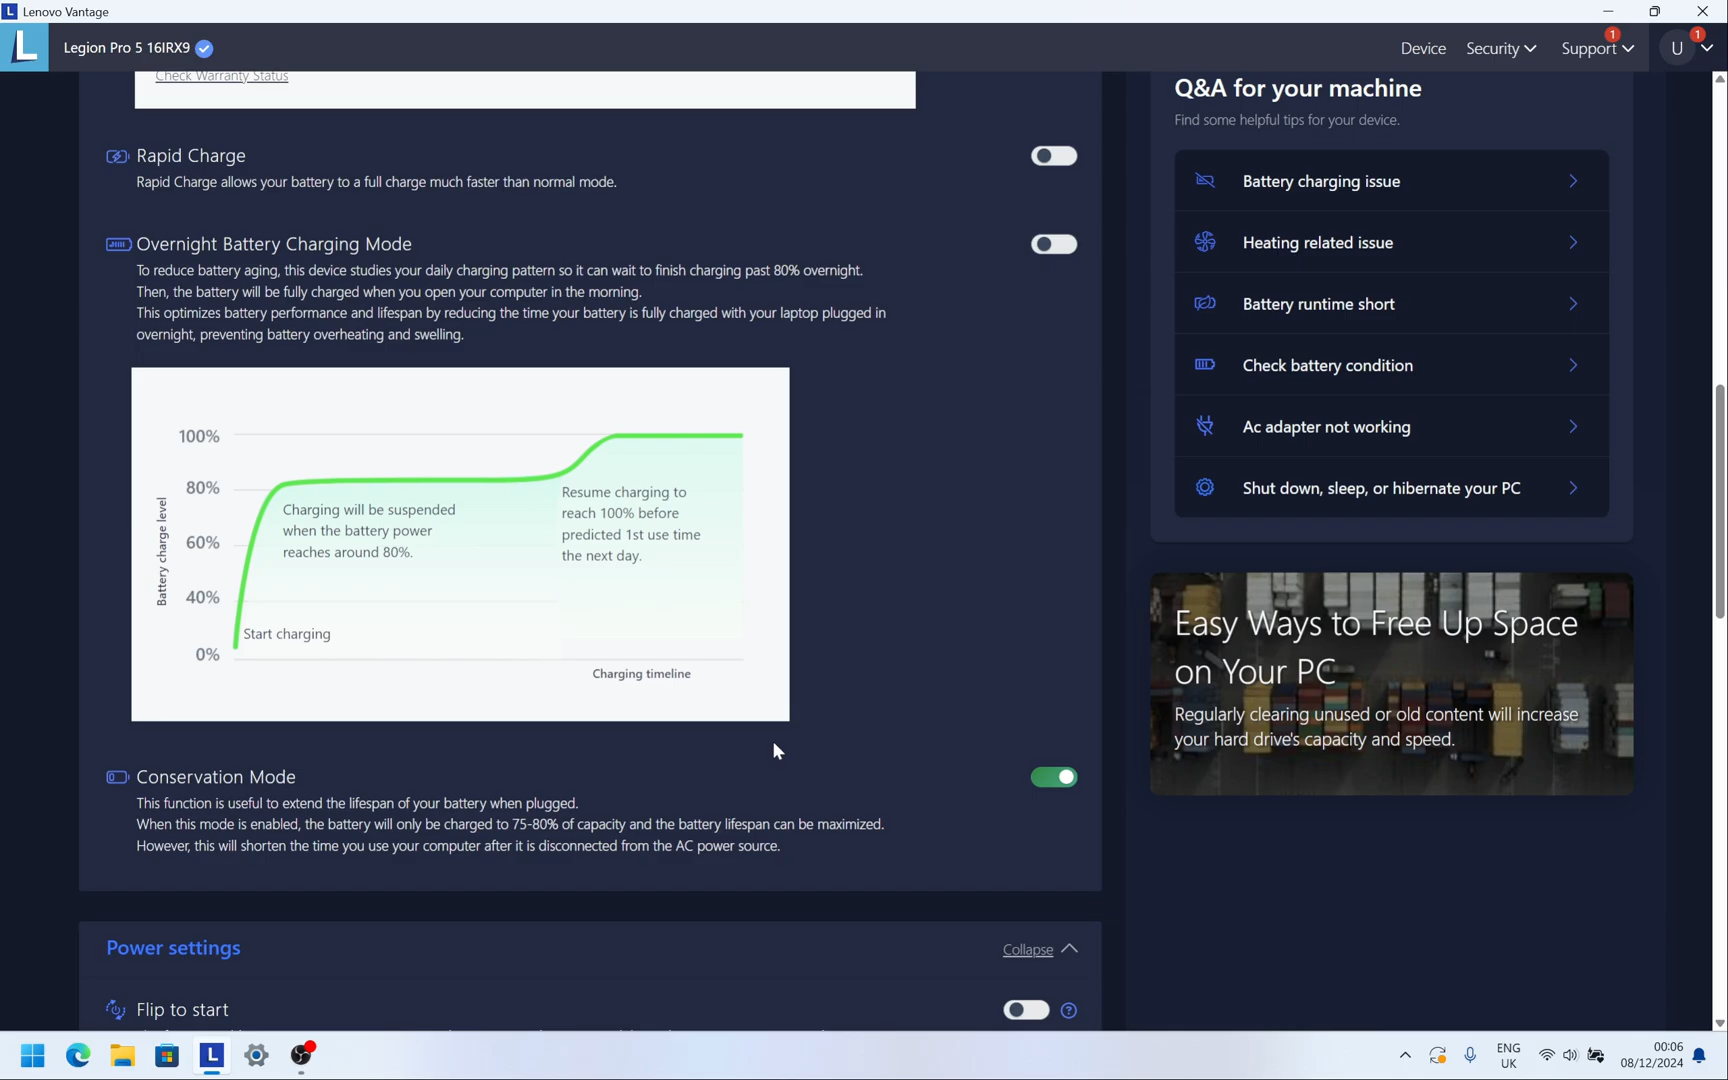 L Lenovo Vantage
L Legion Pro 5 16IRX9
Device Security Support 1 U 1
Check Warranty Status
Rapid Charge
Rapid Charge allows your battery to a full charge much faster than normal mode.
Overnight Battery Charging Mode
To reduce battery aging, this device studies your daily charging pattern so it can wait to finish charging past 80% overnight.
Then, the battery will be fully charged when you open your computer in the morning.
This optimizes battery performance and lifespan by reducing the time your battery is fully charged with your laptop plugged in
overnight, preventing battery overheating and swelling.
Battery charge level
100%
80%
60%
40%
0%
Charging will be suspended
when the battery power
reaches around 80%.
Resume charging to
reach 100% before
predicted 1st use time
the next day.
Start charging
Charging timeline
Conservation Mode
This function is useful to extend the lifespan of your battery when plugged.
When this mode is enabled, the battery will only be charged to 75-80% of capacity and the battery lifespan can be maximized.
However, this will shorten the time you use your computer after it is disconnected from the AC power source.
Power settings
Collapse
Flip to start
?
Q&A for your machine
Find some helpful tips for your device.
Battery charging issue
Heating related issue
Battery runtime short
Check battery condition
Ac adapter not working
Shut down, sleep, or hibernate your PC
Easy Ways to Free Up Space
on Your PC
Regularly clearing unused or old content will increase
your hard drive's capacity and speed.
L
ENG
UK
00:06
08/12/2024